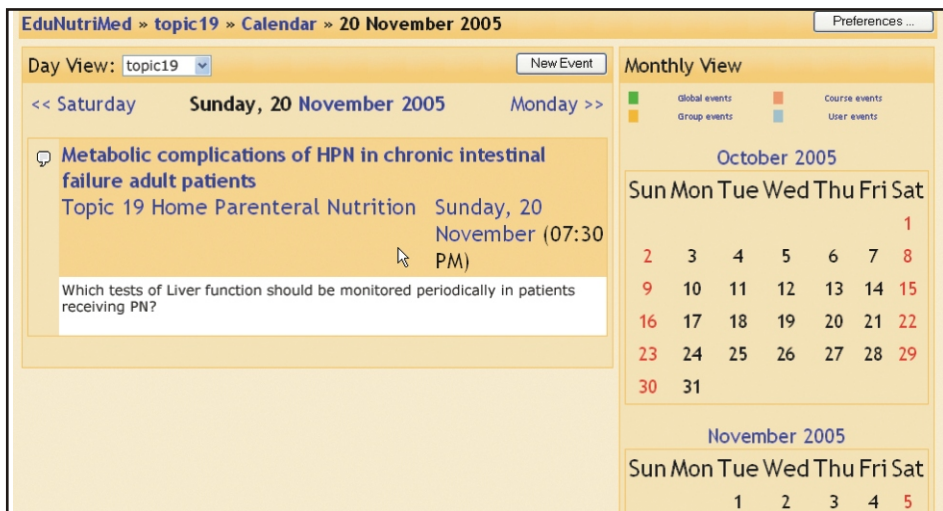 EduNutriMed » topic19 » Calendar » 20 November 2005
Preferences ...
Day View: topic19
New Event
<< Saturday Sunday, 20 November 2005 Monday >>
Metabolic complications of HPN in chronic intestinal
failure adult patients
Topic 19 Home Parenteral Nutrition
Sunday, 20
November (07:30
PM)
Which tests of Liver function should be monitored periodically in patients
receiving PN?
Monthly View
Global events Course events
Group events User events
October 2005
Sun Mon Tue Wed Thu Fri Sat
1
2 3 4 5 6 7 8
9 10 11 12 13 14 15
16 17 18 19 20 21 22
23 24 25 26 27 28 29
30 31
November 2005
Sun Mon Tue Wed Thu Fri Sat
1 2 3 4 5